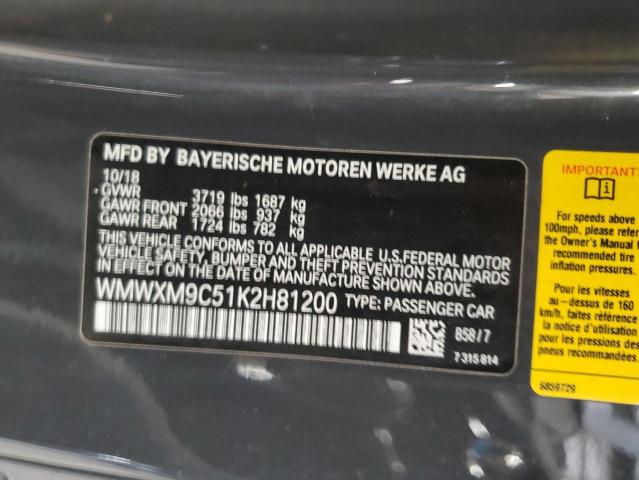 MFD BY BAYERISCHE MOTOREN WERKE AG
10/18
GVWR 3719 lbs 1687 kg
GAWR FRONT 2066 lbs 937 kg
GAWR REAR 1724 lbs 782 kg
THIS VEHICLE CONFORMS TO ALL APPLICABLE U.S.FEDERAL MOTOR
VEHICLE SAFETY, BUMPER AND THEFT PREVENTION STANDARDS
IN EFFECT ON THE DATE OF MANUFACTURE SHOWN ABOVE.
WMWXM9C51K2H81200 TYPE: PASSENGER CAR
B58/7
7315814
IMPORTANT
For speeds above
100mph, please refer
the Owner's Manual f
recommended tire
inflation pressures.
Pour les vitesses
au-dessus de 160
km/h, faites référence
la notice d'utilisation
pour les pressions des
pneus recommandées.
6859729